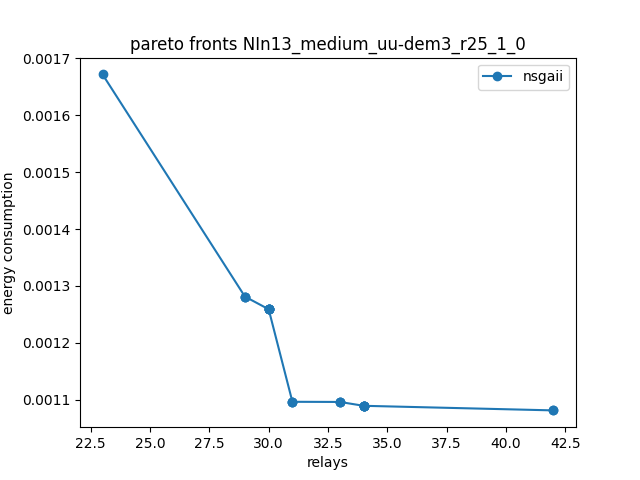 pareto fronts NIn13_medium_uu-dem3_r25_1_0
nsgaii
energy consumption
0.0017
0.0016
0.0015
0.0014
0.0013
0.0012
0.0011
22.5 25.0 27.5 30.0 32.5 35.0 37.5 40.0 42.5
relays